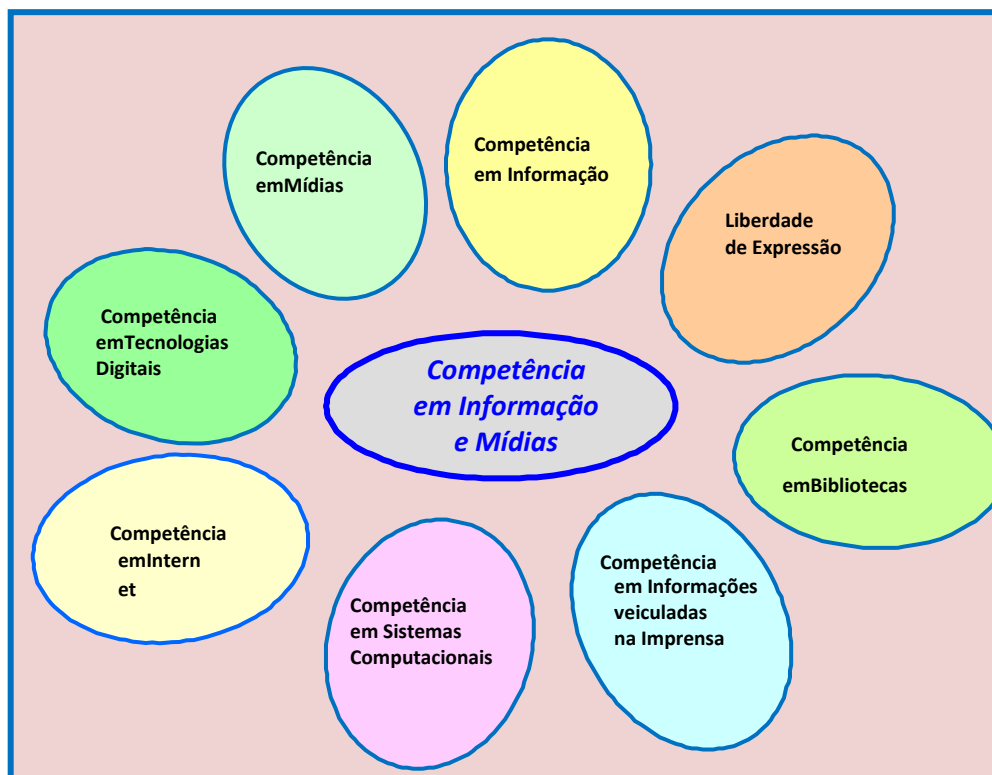 Competência
em Informação
Competência
emMídias
Liberdade
de Expressão
Competência
emTecnologias
Digitais
Competência
em Informação
e Mídias
Competência
emBibliotecas
Competência
emIntern
et
Competência
em Sistemas
Computacionais
Competência
em Informações
veiculadas
na Imprensa